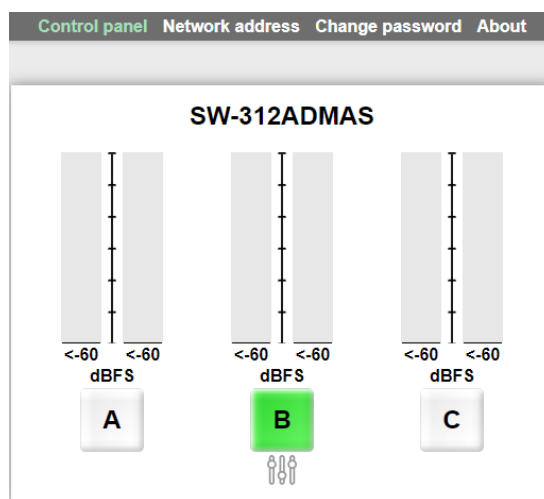 Control panel Network address Change password About
SW-312ADMAS
<-60 <-60 <-60 <-60 <-60 <-60
dBFS dBFS dBFS
A B C